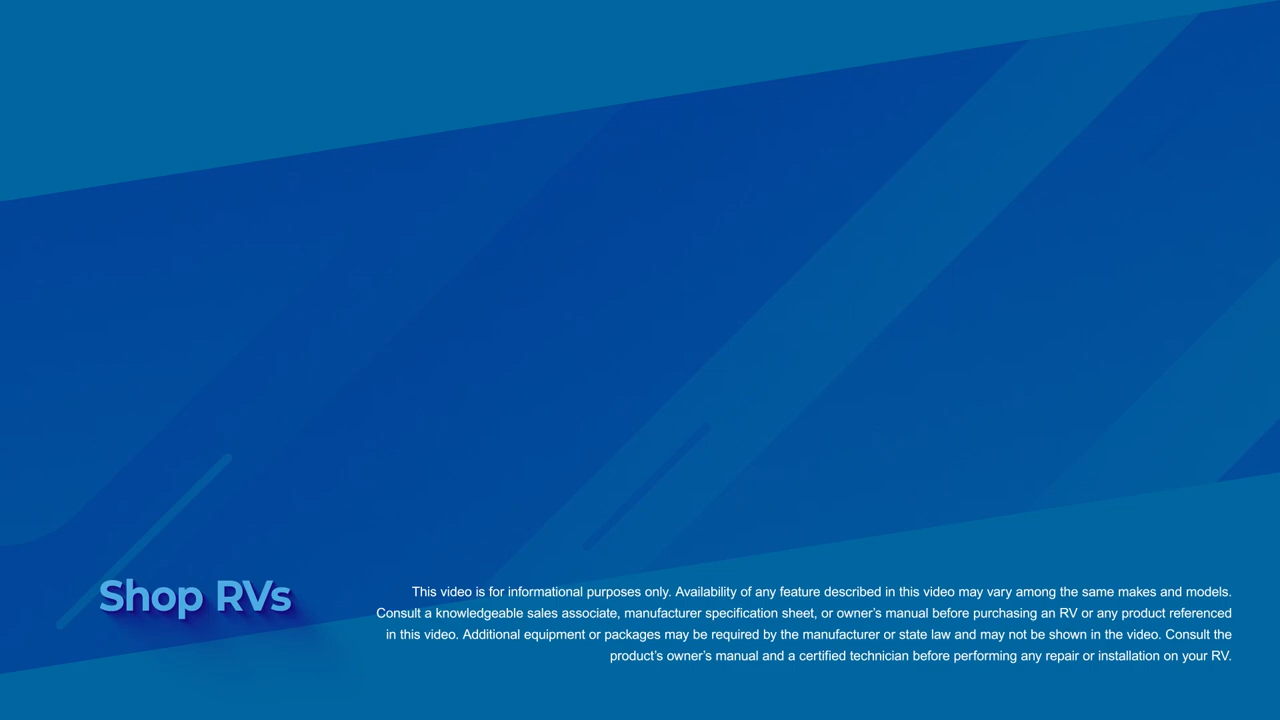 Shop RVs
This video is for informational purposes only. Availability of any feature described in this video may vary among the same makes and models.
Consult a knowledgeable sales associate, manufacturer specification sheet, or owner’s manual before purchasing an RV or any product referenced
in this video. Additional equipment or packages may be required by the manufacturer or state law and may not be shown in the video. Consult the
product’s owner’s manual and a certified technician before performing any repair or installation on your RV.